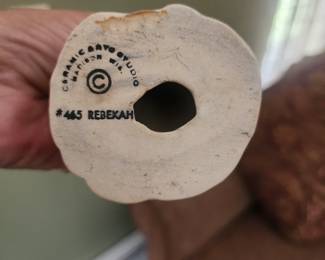 CERAMIC ARTS STUDIO
MADISON WIS.
©
#465 REBEKAH